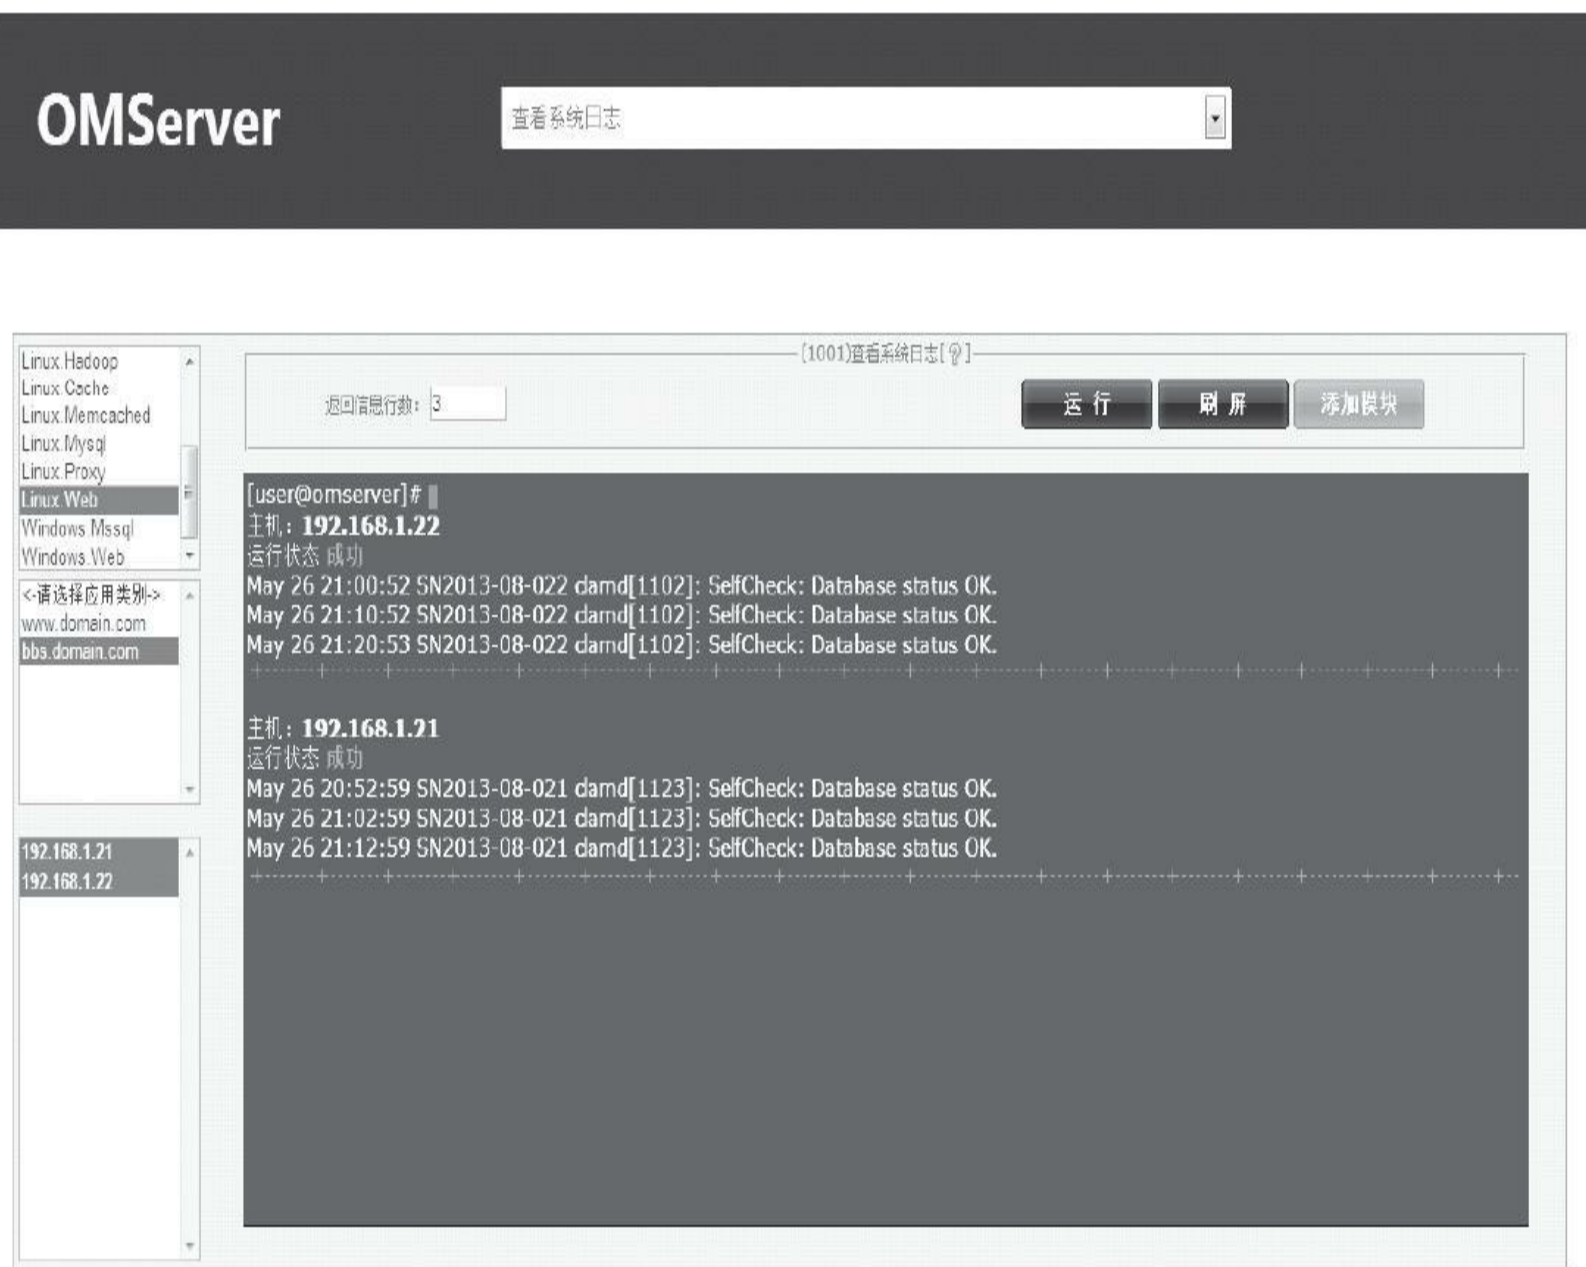 OMServer
查看系统日志
Linux.Hadoop
Linux.Cache
Linux.Memcached
Linux.Mysql
Linux.Proxy
Linux.Web
Windows.Mssql
Windows.Web
<-请选择应用类别->
www.domain.com
bbs.domain.com
192.168.1.21
192.168.1.22
(1001)查看系统日志[?]
返回信息行数: 3
运行 刷屏 添加模块
[user@omserver]#
主机: 192.168.1.22
运行状态 成功
May 26 21:00:52 SN2013-08-022 clamd[1102]: SelfCheck: Database status OK.
May 26 21:10:52 SN2013-08-022 clamd[1102]: SelfCheck: Database status OK.
May 26 21:20:53 SN2013-08-022 clamd[1102]: SelfCheck: Database status OK.
主机: 192.168.1.21
运行状态 成功
May 26 20:52:59 SN2013-08-021 clamd[1123]: SelfCheck: Database status OK.
May 26 21:02:59 SN2013-08-021 clamd[1123]: SelfCheck: Database status OK.
May 26 21:12:59 SN2013-08-021 clamd[1123]: SelfCheck: Database status OK.